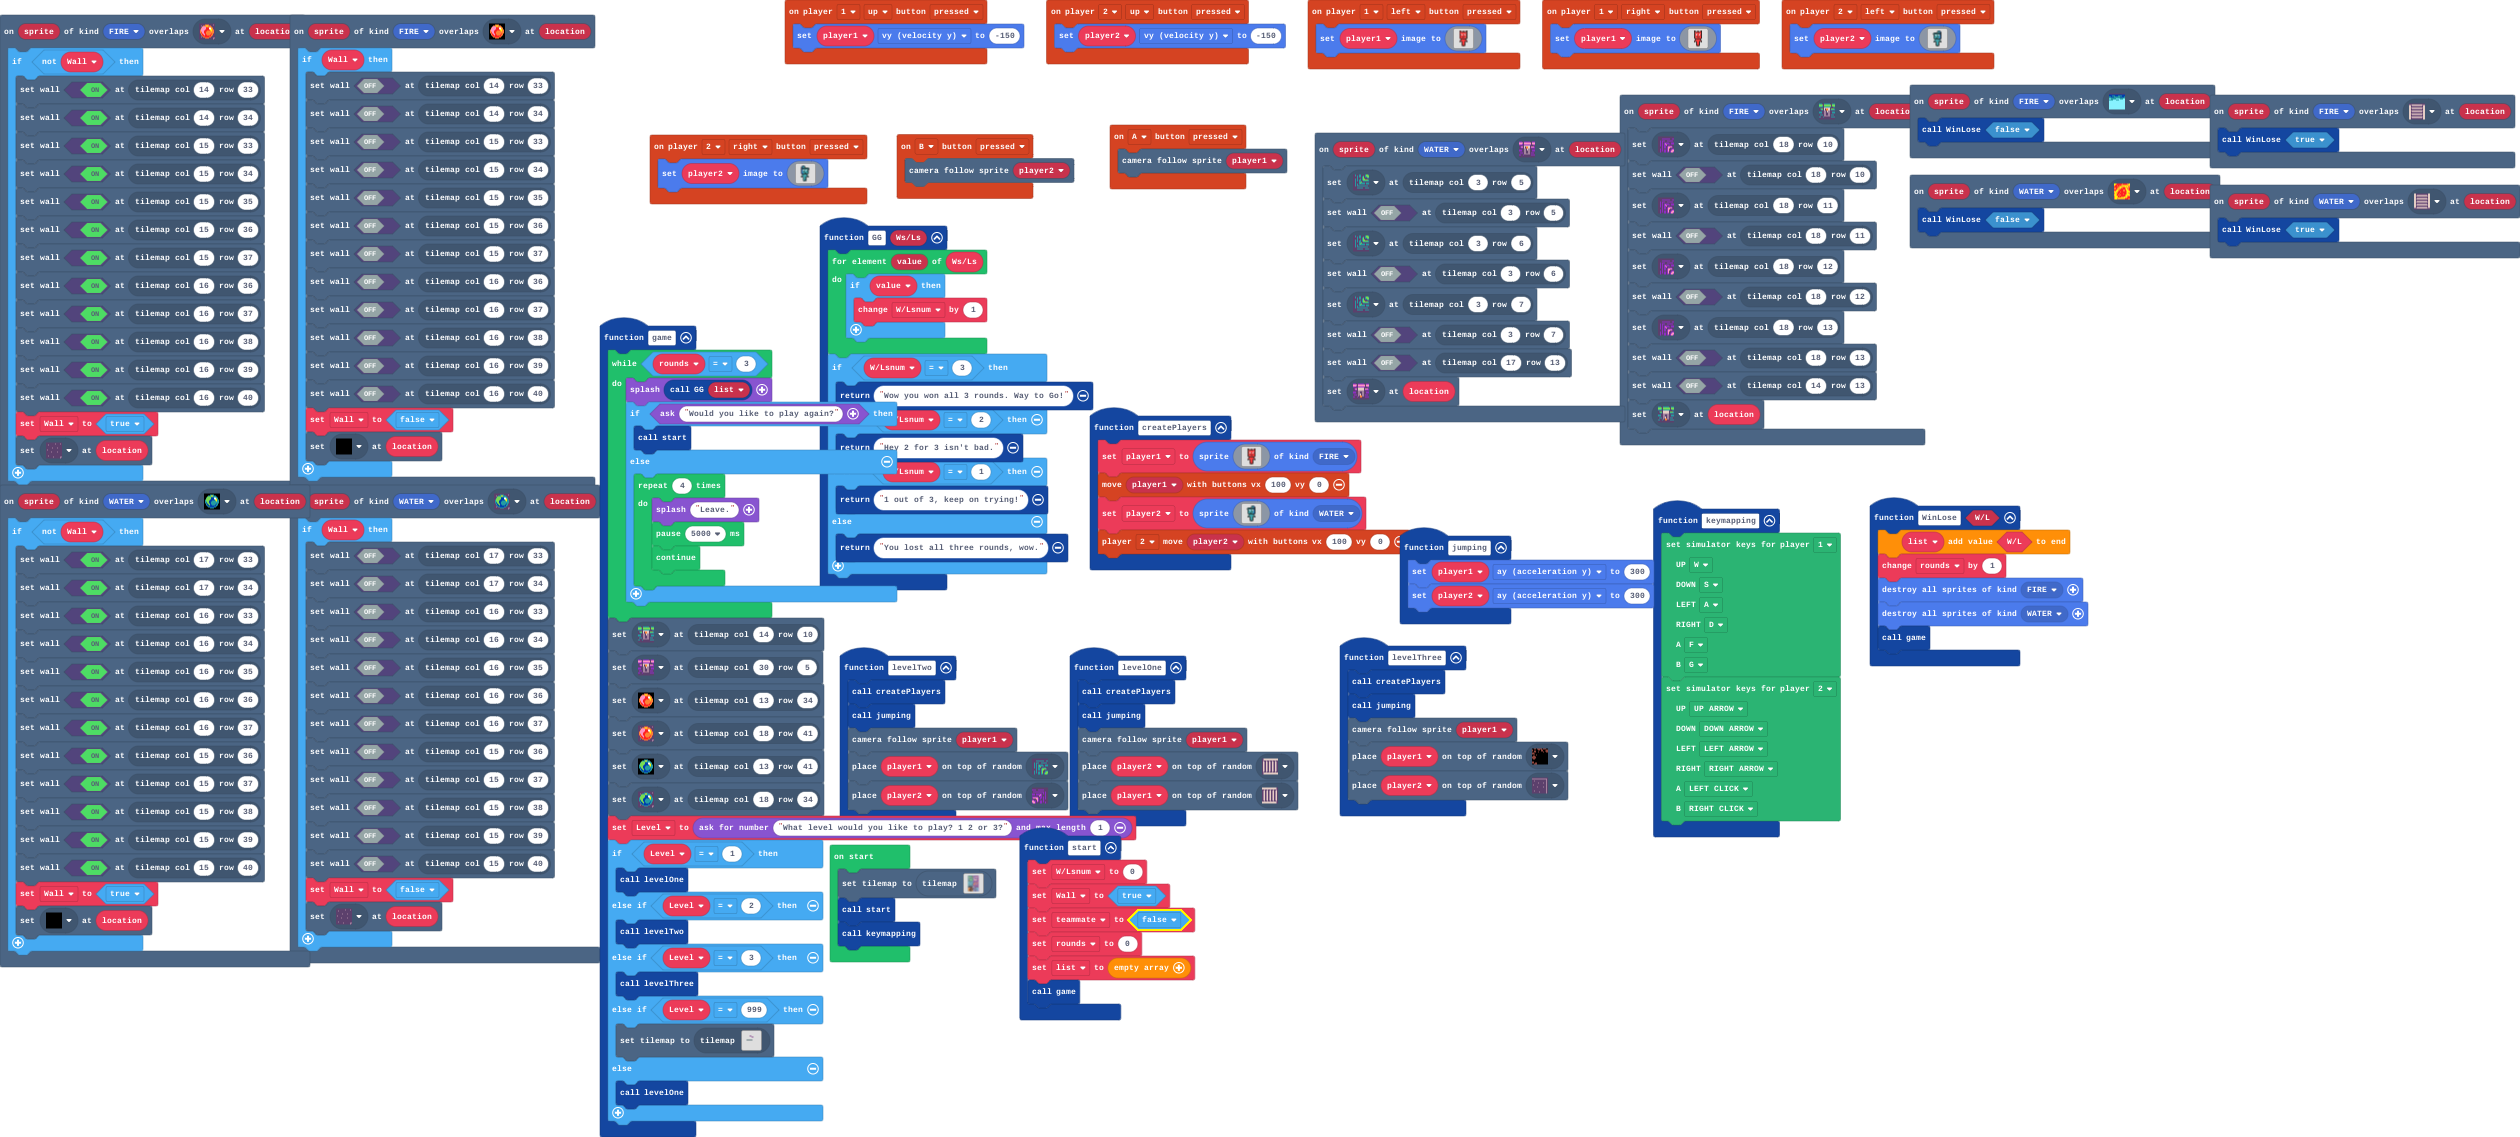 on sprite of kind FIRE overlaps at locatio
if not Wall then
set wall ON at tilemap col 14 row 33
set wall ON at tilemap col 14 row 34
set wall ON at tilemap col 15 row 33
set wall ON at tilemap col 15 row 34
set wall ON at tilemap col 15 row 35
set wall ON at tilemap col 15 row 36
set wall ON at tilemap col 15 row 37
set wall ON at tilemap col 16 row 36
set wall ON at tilemap col 16 row 37
set wall ON at tilemap col 16 row 38
set wall ON at tilemap col 16 row 39
set wall ON at tilemap col 16 row 40
set Wall to true
set at location
on sprite of kind FIRE overlaps at location
if Wall then
set wall OFF at tilemap col 14 row 33
set wall OFF at tilemap col 14 row 34
set wall OFF at tilemap col 15 row 33
set wall OFF at tilemap col 15 row 34
set wall OFF at tilemap col 15 row 35
set wall OFF at tilemap col 15 row 36
set wall OFF at tilemap col 15 row 37
set wall OFF at tilemap col 16 row 36
set wall OFF at tilemap col 16 row 37
set wall OFF at tilemap col 16 row 38
set wall OFF at tilemap col 16 row 39
set wall OFF at tilemap col 16 row 40
set Wall to false
set at location
on sprite of kind WATER overlaps at location
if not Wall then
set wall ON at tilemap col 17 row 33
set wall ON at tilemap col 17 row 34
set wall ON at tilemap col 16 row 33
set wall ON at tilemap col 16 row 34
set wall ON at tilemap col 16 row 35
set wall ON at tilemap col 16 row 36
set wall ON at tilemap col 16 row 37
set wall ON at tilemap col 15 row 36
set wall ON at tilemap col 15 row 37
set wall ON at tilemap col 15 row 38
set wall ON at tilemap col 15 row 39
set wall ON at tilemap col 15 row 40
set Wall to true
set at location
sprite of kind WATER overlaps at location
if Wall then
set wall OFF at tilemap col 17 row 33
set wall OFF at tilemap col 17 row 34
set wall OFF at tilemap col 16 row 33
set wall OFF at tilemap col 16 row 34
set wall OFF at tilemap col 16 row 35
set wall OFF at tilemap col 16 row 36
set wall OFF at tilemap col 16 row 37
set wall OFF at tilemap col 15 row 36
set wall OFF at tilemap col 15 row 37
set wall OFF at tilemap col 15 row 38
set wall OFF at tilemap col 15 row 39
set wall OFF at tilemap col 15 row 40
set Wall to false
set at location
on player 1 up button pressed
set player1 vy (velocity y) to -150
on player 2 up button pressed
set player2 vy (velocity y) to -150
on player 1 left button pressed
set player1 image to
on player 1 right button pressed
set player1 image to
on player 2 left button pressed
set player2 image to
on player 2 right button pressed
set player2 image to
on B button pressed
camera follow sprite player2
on A button pressed
camera follow sprite player1
on sprite of kind WATER overlaps at location
set at tilemap col 3 row 5
set wall OFF at tilemap col 3 row 5
set at tilemap col 3 row 6
set wall OFF at tilemap col 3 row 6
set at tilemap col 3 row 7
set wall OFF at tilemap col 3 row 7
set wall OFF at tilemap col 17 row 13
set at location
on sprite of kind FIRE overlaps at locatio
set at tilemap col 18 row 10
set wall OFF at tilemap col 18 row 10
set at tilemap col 18 row 11
set wall OFF at tilemap col 18 row 11
set at tilemap col 18 row 12
set wall OFF at tilemap col 18 row 12
set at tilemap col 18 row 13
set wall OFF at tilemap col 18 row 13
set wall OFF at tilemap col 14 row 13
set at location
on sprite of kind FIRE overlaps at location
call WinLose false
on sprite of kind FIRE overlaps at location
call WinLose true
on sprite of kind WATER overlaps at location
call WinLose false
on sprite of kind WATER overlaps at location
call WinLose true
function GG Ws/Ls
for element value of Ws/Ls
do if value then
change W/Lsnum by 1
if W/Lsnum = 3 then
return "Wow you won all 3 rounds. Way to Go!"
/Lsnum = 2 then
return "Hey 2 for 3 isn't bad."
/Lsnum = 1 then
return "1 out of 3, keep on trying!"
else
return "You lost all three rounds, wow."
function game
while rounds = 3
do splash call GG list
if ask "Would you like to play again?" then
call start
else
repeat 4 times
do splash "Leave."
pause 5000 ms
continue
set at tilemap col 14 row 10
set at tilemap col 30 row 5
set at tilemap col 13 row 34
set at tilemap col 18 row 41
set at tilemap col 13 row 41
set at tilemap col 18 row 34
set Level to ask for number "What level would you like to play? 1 2 or 3?" and max length 1
if Level = 1 then
call levelOne
else if Level = 2 then
call levelTwo
else if Level = 3 then
call levelThree
else if Level = 999 then
set tilemap to tilemap
else
call levelOne
function createPlayers
set player1 to sprite of kind FIRE
move player1 with buttons vx 100 vy 0
set player2 to sprite of kind WATER
player 2 move player2 with buttons vx 100 vy 0
function jumping
set player1 ay (acceleration y) to 300
set player2 ay (acceleration y) to 300
function levelTwo
call createPlayers
call jumping
camera follow sprite player1
place player1 on top of random
place player2 on top of random
function levelOne
call createPlayers
call jumping
camera follow sprite player1
place player2 on top of random
place player1 on top of random
function levelThree
call createPlayers
call jumping
camera follow sprite player1
place player1 on top of random
place player2 on top of random
on start
set tilemap to tilemap
call start
call keymapping
function start
set W/Lsnum to 0
set Wall to true
set teammate to false
set rounds to 0
set list to empty array
call game
function keymapping
set simulator keys for player 1
UP W
DOWN S
LEFT A
RIGHT D
A F
B G
set simulator keys for player 2
UP UP ARROW
DOWN DOWN ARROW
LEFT LEFT ARROW
RIGHT RIGHT ARROW
A LEFT CLICK
B RIGHT CLICK
function WinLose W/L
list add value W/L to end
change rounds by 1
destroy all sprites of kind FIRE
destroy all sprites of kind WATER
call game